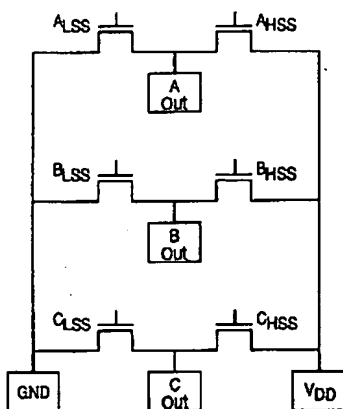 ALSS AHSS
A
Out
BLSS BHSS
B
Out
CLSS CHSS
GND
C
Out
VDD